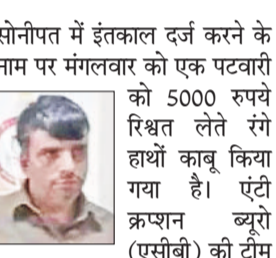 सोनीपत में इंतकाल दर्ज करने के
नाम पर मंगलवार को एक पटवारी
को 5000 रुपये
रिश्वत लेते रंगे
हाथों काबू किया
गया है। एंटी
क्रप्शन ब्यूरो
(एसीबी) की टीम